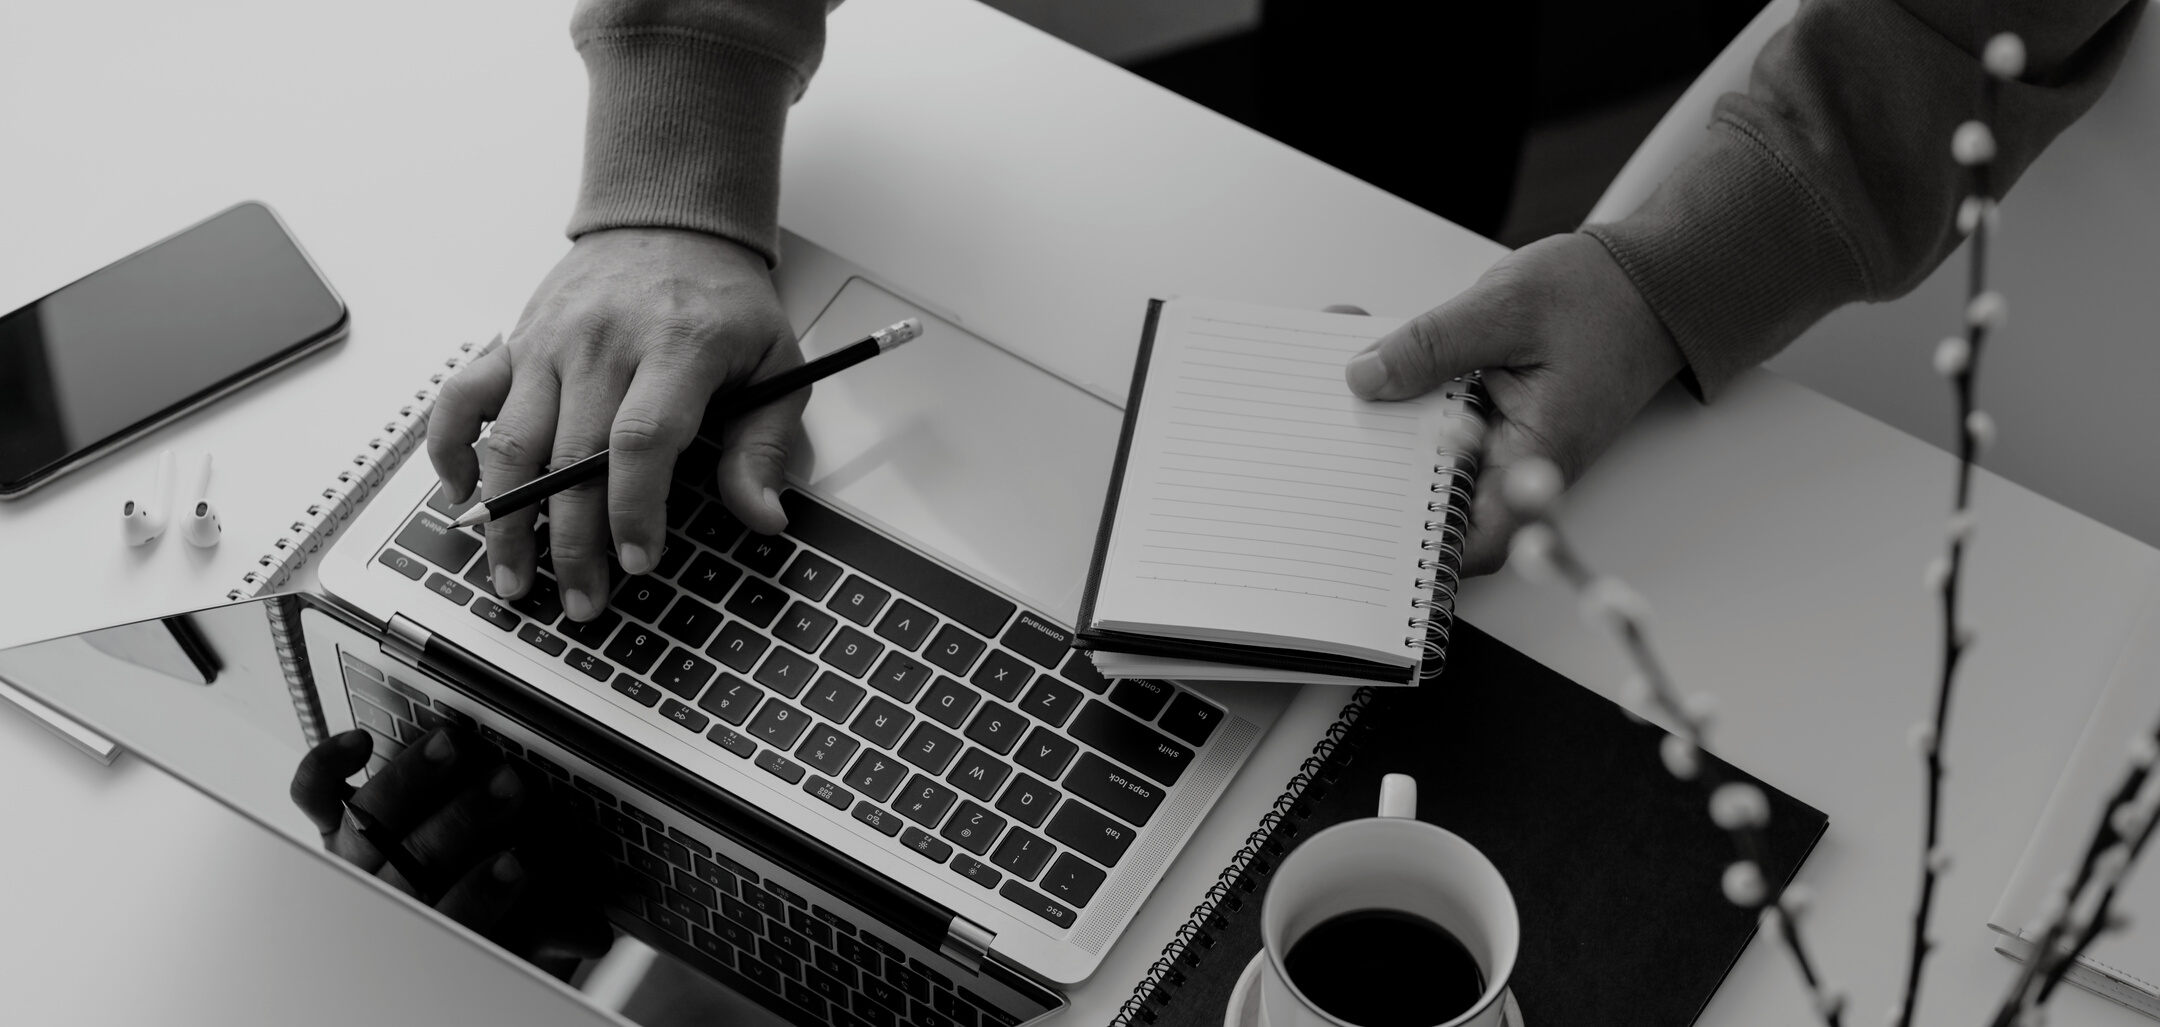 esc
~ `
! 1
@ 2
# 3
$ 4
% 5
^ 6
& 7
* 8
( 9
delete
tab
Q
W
E
R
T
Y
U
I
O
caps lock
A
S
D
F
G
H
J
K
shift
Z
X
C
V
B
N
M
<
fn
control
command